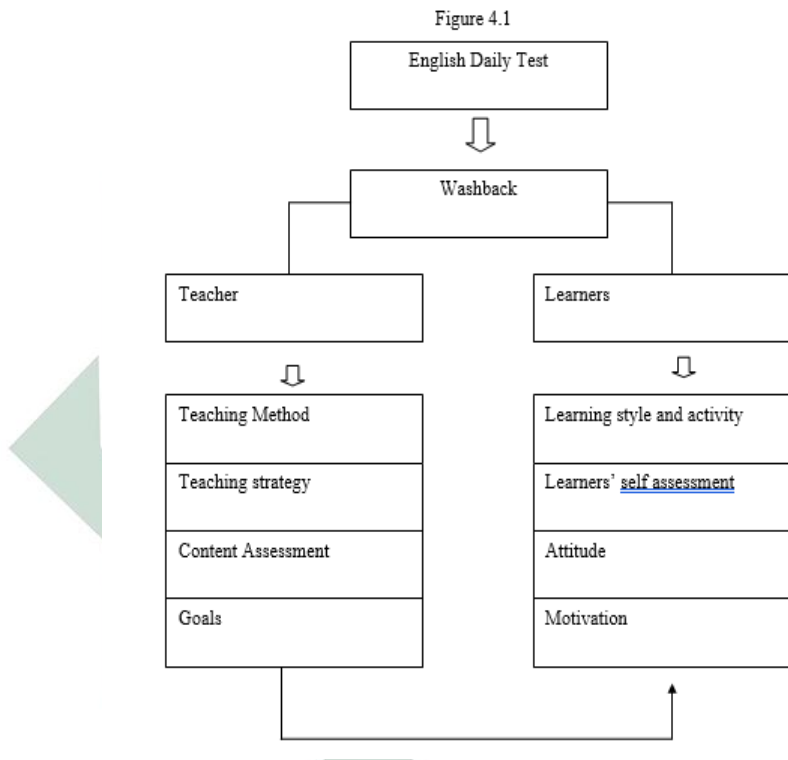 Figure 4.1
English Daily Test
Washback
Teacher
Learners
Teaching Method
Teaching strategy
Content Assessment
Goals
Learning style and activity
Learners’ self assessment
Attitude
Motivation